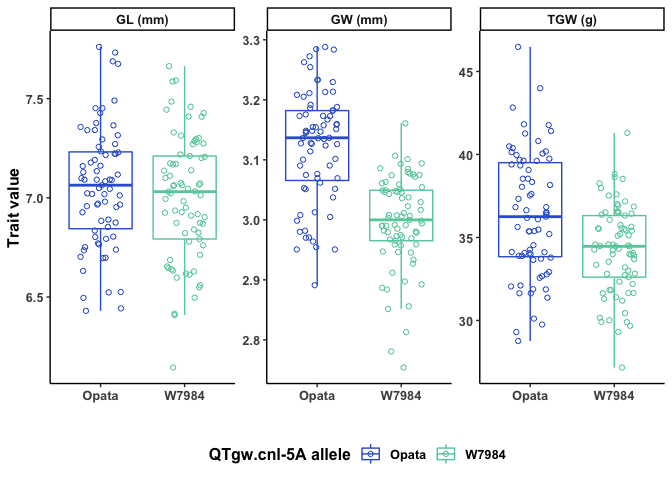 GL (mm)
GW (mm)
TGW (g)
Trait value
7.5
7.0
6.5
3.3
3.2
3.1
3.0
2.9
2.8
45
40
35
30
Opata
W7984
Opata
W7984
Opata
W7984
QTgw.cnl-5A allele
Opata
W7984